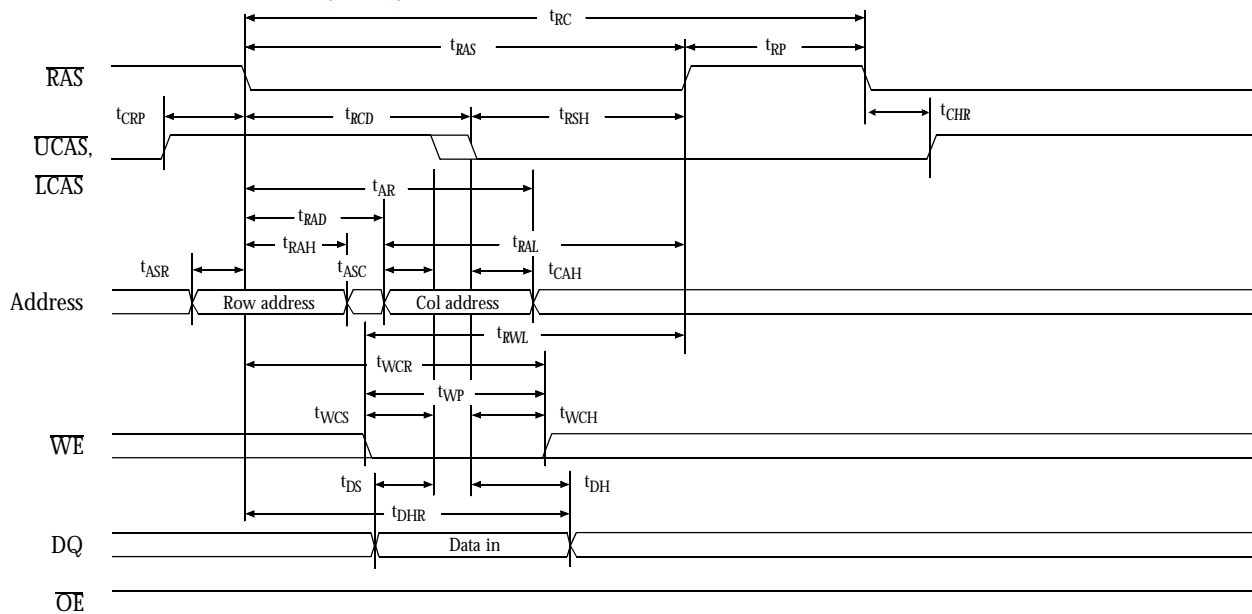 tRC
tRAS tRP
RAS
tCRP tRCD tRSH tCHR
UCAS,
LCAS
tAR
tRAD
tRAH tRAL
tASR tASC tCAH
Address Row address Col address
tRWL
tWCR
tWP
tWCS tWCH
WE
tDS tDH
tDHR
DQ Data in
OE